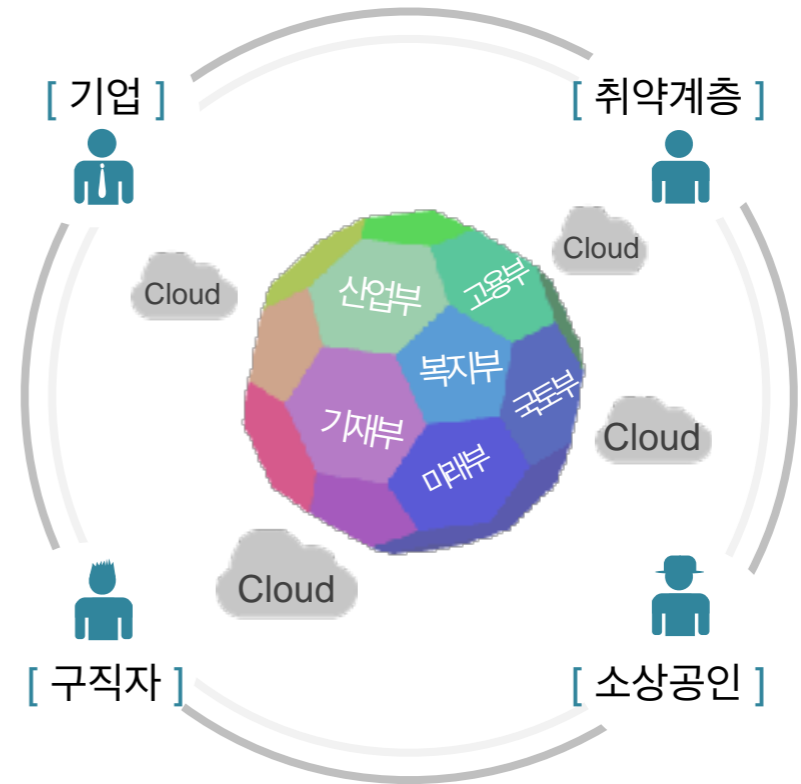 [ 기업 ]
[ 취약계층 ]
Cloud
Cloud
산업부
고용부
복지부
국토부
기재부
미래부
Cloud
Cloud
[ 구직자 ]
[ 소상공인 ]